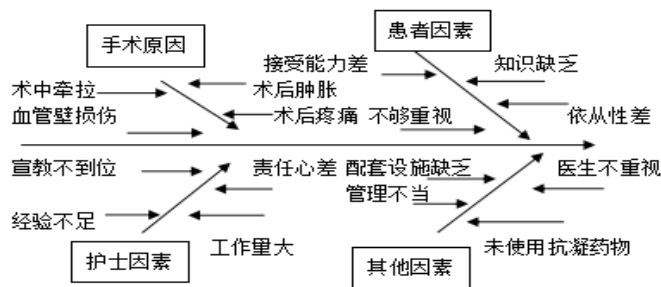 手术原因
患者因素
接受能力差
知识缺乏
术中牵拉
术后肿胀
血管壁损伤
术后疼痛
不够重视
依从性差
宣教不到位
责任心差
配套设施缺乏
医生不重视
管理不当
经验不足
工作量大
未使用抗凝药物
护士因素
其他因素